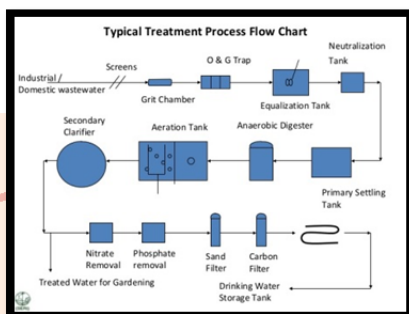 Typical Treatment Process Flow Chart
Neutralization
Tank
O & G Trap
Screens
Industrial /
Domestic wastewater
Grit Chamber
Equalization Tank
Secondary
Clarifier
Aeration Tank
Anaerobic Digester
Primary Settling
Tank
Nitrate
Removal
Phosphate
removal
Sand
Filter
Carbon
Filter
Treated Water for Gardening
Drinking Water
Storage Tank